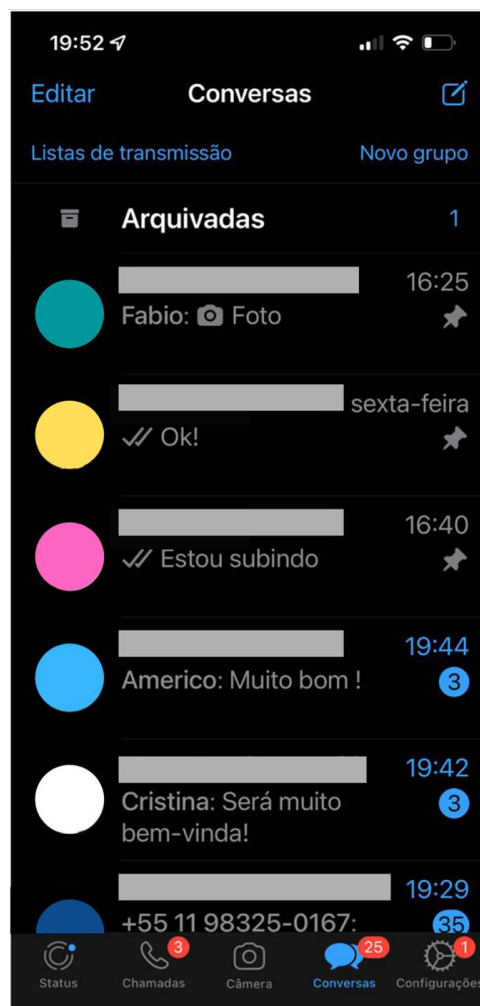 19:52
Editar Conversas
Listas de transmissão Novo grupo
Arquivadas 1
16:25
Fabio: Foto
sexta-feira
Ok!
16:40
Estou subindo
19:44
Americo: Muito bom ! 3
19:42
Cristina: Será muito 3
bem-vinda!
19:29
+55 11 98325-0167: 35
3 25 1
Status Chamadas Câmera Conversas Configurações